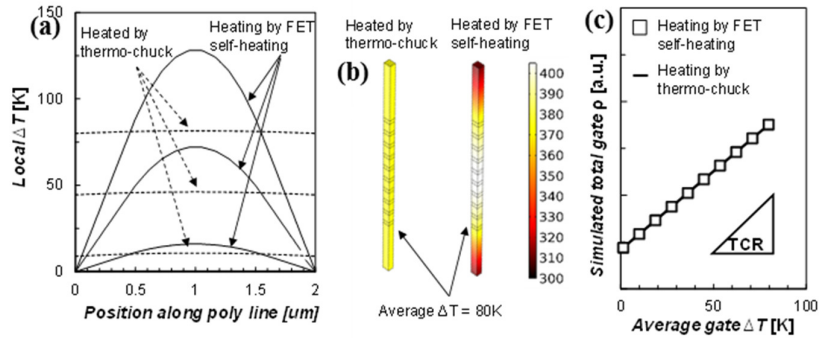 (a)
Heated by
thermo-chuck
Heating by FET
self-heating
150
100
50
0
Local ΔT [K]
0
0.5
1
1.5
2
Position along poly line [um]
(b)
Heated by
thermo-chuck
Heated by FET
self-heating
400
390
380
370
360
350
340
330
320
310
300
Average ΔT = 80K
(c)
Heating by FET
self-heating
Heating by
thermo-chuck
Simulated total gate ρ [a.u.]
TCR
0
50
100
Average gate ΔT [K]